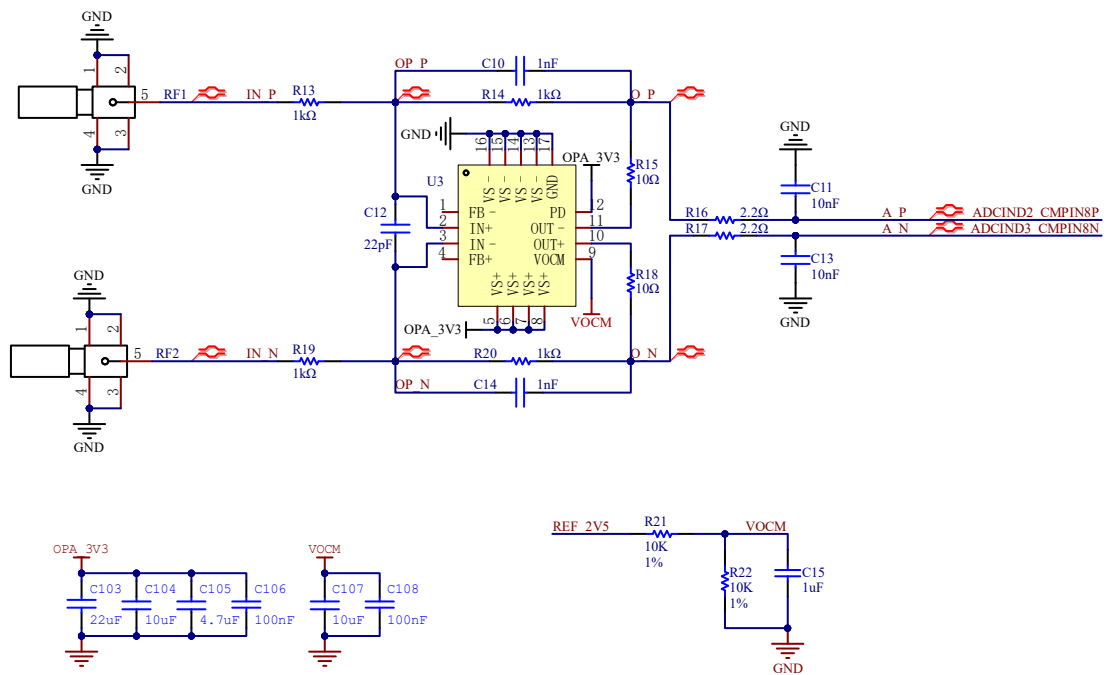 GND
1
2
5
RF1
IN_P
R13
1kΩ
4
3
GND
OP_P
C10
1nF
R14
1kΩ
O_P
GND
16
15
14
13
17
VS -
VS -
VS -
VS -
GND
OPA_3V3
U3
R15
10Ω
1
FB -
PD
12
2
IN+
OUT -
11
3
IN -
OUT+
10
4
FB+
VOCM
9
C12
22pF
VS+
VS+
VS+
VS+
5
6
7
8
OPA_3V3
R18
10Ω
VOCM
GND
C11
10nF
R16
2.2Ω
A_P
ADCIND2_CMPIN8P
R17
2.2Ω
A_N
ADCIND3_CMPIN8N
C13
10nF
GND
GND
1
2
5
RF2
IN_N
R19
1kΩ
4
3
GND
R20
1kΩ
O_N
OP_N
C14
1nF
OPA_3V3
C103
22uF
C104
10uF
C105
4.7uF
C106
100nF
VOCM
C107
10uF
C108
100nF
REF_2V5
R21
10K
1%
VOCM
R22
10K
1%
C15
1uF
GND